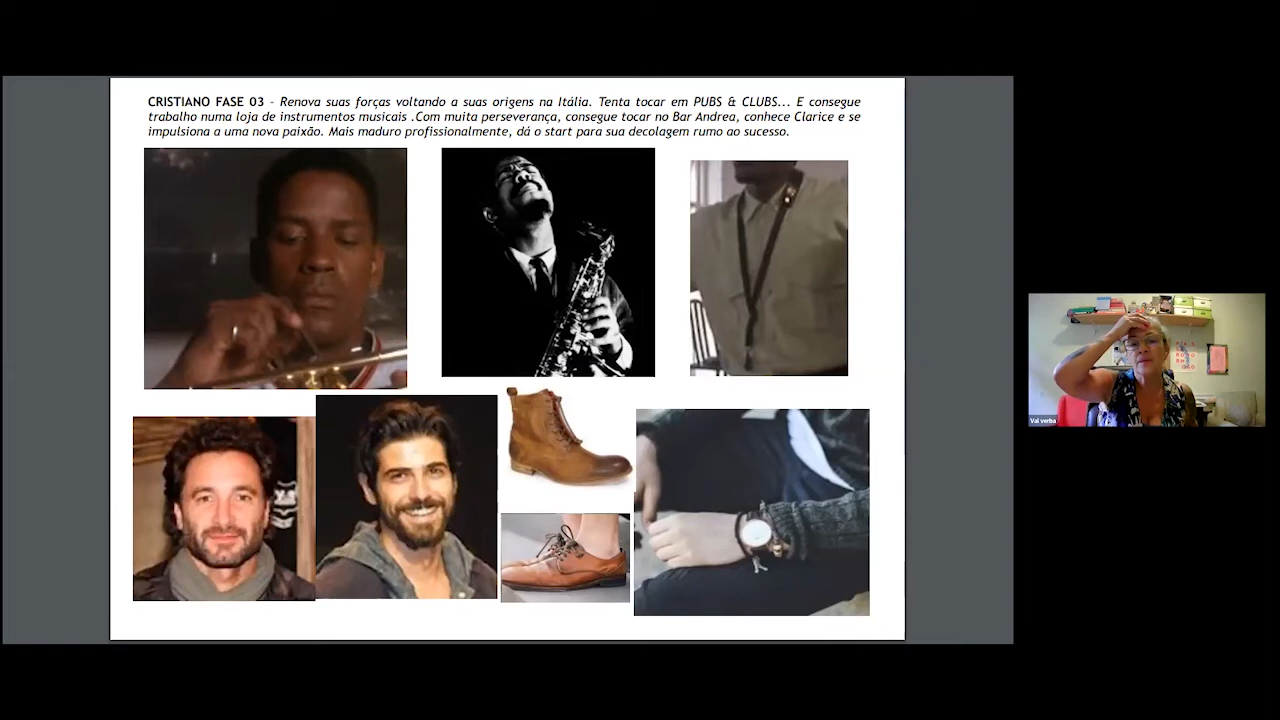 CRISTIANO FASE 03 – Renova suas forças voltando a suas origens na Itália. Tenta tocar em PUBS & CLUBS... E consegue
trabalho numa loja de instrumentos musicais .Com muita perseverança, consegue tocar no Bar Andrea, conhece Clarice e se
impulsiona a uma nova paixão. Mais maduro profissionalmente, dá o start para sua decolagem rumo ao sucesso.
Val verba